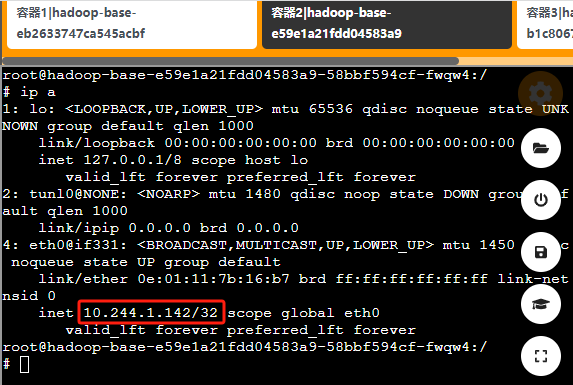 容器1|hadoop-base-
eb2633747ca545acbf
容器2|hadoop-base-
e59e1a21fdd04583a9
容器3|ha
b1c8067
root@hadoop-base-e59e1a21fdd04583a9-58bbf594cf-fwqw4:/
# ip a
1: lo: <LOOPBACK,UP,LOWER_UP> mtu 65536 qdisc noqueue state UNK
NOWN group default qlen 1000
link/loopback 00:00:00:00:00:00 brd 00:00:00:00:00:00
inet 127.0.0.1/8 scope host lo
valid_lft forever preferred_lft forever
2: tunl0@NONE: <NOARP> mtu 1480 qdisc noop state DOWN group def
ault qlen 1000
link/ipip 0.0.0.0 brd 0.0.0.0
4: eth0@if331: <BROADCAST,MULTICAST,UP,LOWER_UP> mtu 1450
noqueue state UP group default
link/ether 0e:01:11:7b:16:b7 brd ff:ff:ff:ff:ff:ff link-net
nsid 0
inet 10.244.1.142/32 scope global eth0
valid_lft forever preferred_lft forever
root@hadoop-base-e59e1a21fdd04583a9-58bbf594cf-fwqw4:/
#